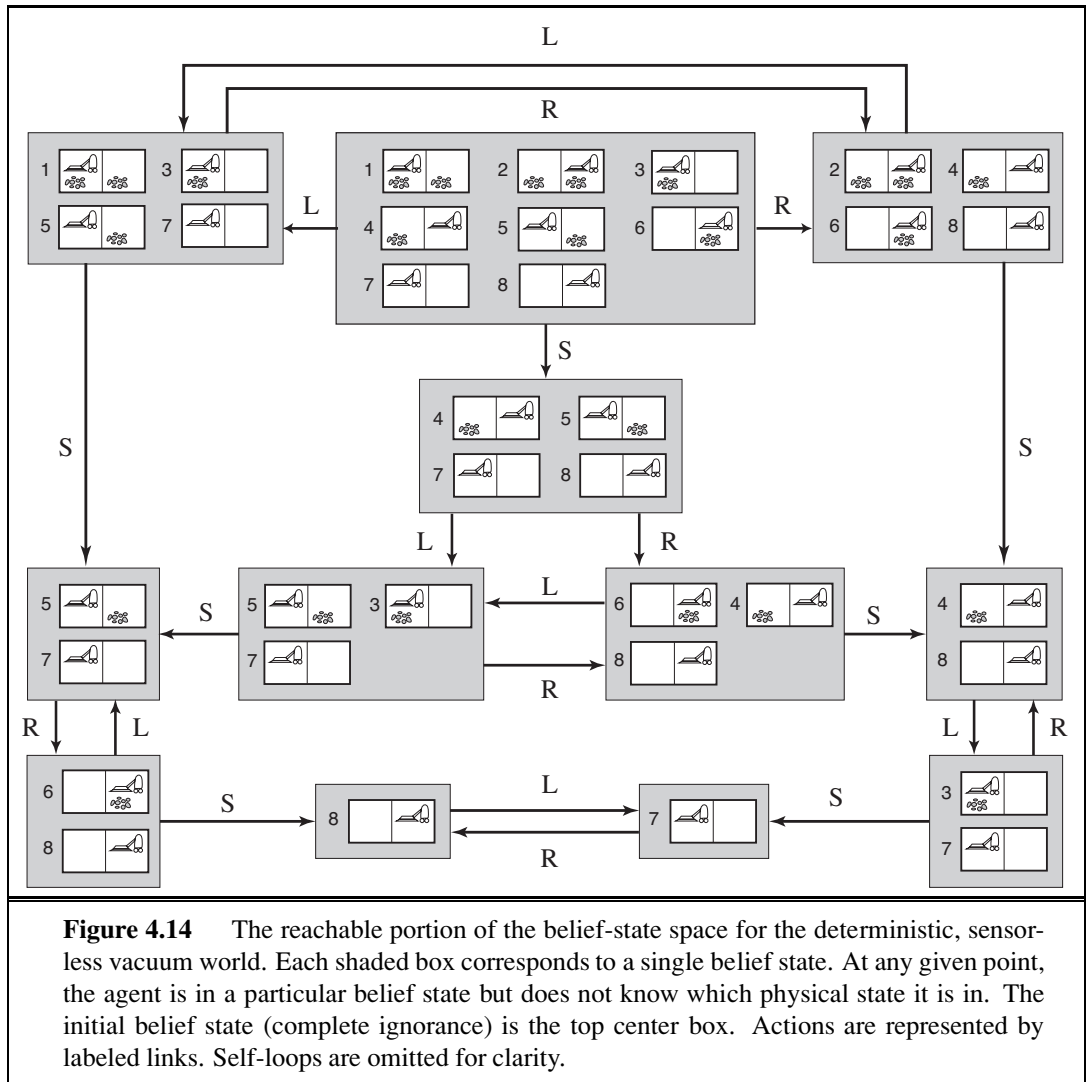 L
R
1 3
5 7
L
1 2 3
4 5 6
7 8
R
2 4
6 8
S
4 5
7 8
S
S
L R
5
7
S
5 3
7
L
R
6 4
8
S
4
8
R L
L R
6
8
S
8
L
R
7
S
3
7
Figure 4.14 The reachable portion of the belief-state space for the deterministic, sensor-
less vacuum world. Each shaded box corresponds to a single belief state. At any given point,
the agent is in a particular belief state but does not know which physical state it is in. The
initial belief state (complete ignorance) is the top center box. Actions are represented by
labeled links. Self-loops are omitted for clarity.